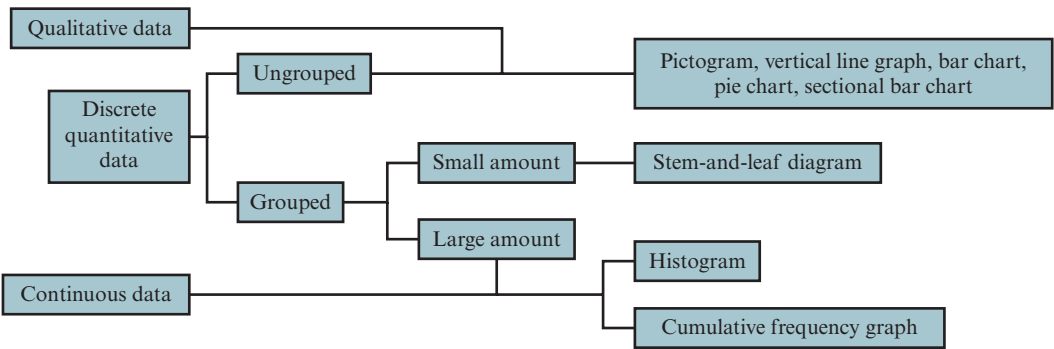 Qualitative data
Ungrouped
Pictogram, vertical line graph, bar chart,
pie chart, sectional bar chart
Discrete
quantitative
data
Small amount
Stem-and-leaf diagram
Grouped
Large amount
Histogram
Continuous data
Cumulative frequency graph